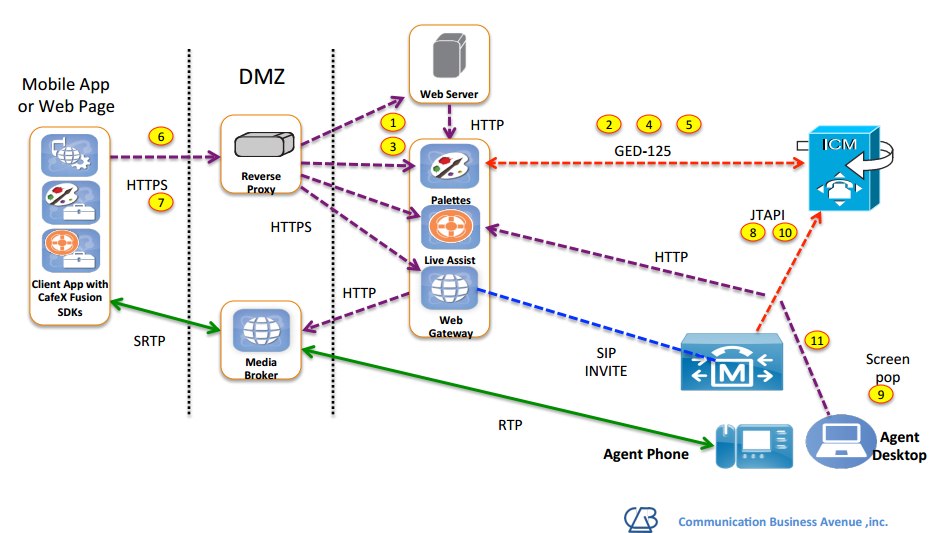 Mobile App
or Web Page
Client App with
CafeX Fusion
SDKs
6
HTTPS
7
SRTP
DMZ
Reverse
Proxy
HTTPS
HTTP
Media
Broker
Web Server
1
3
HTTP
Palettes
Live Assist
Web
Gateway
2 4 5
GED-125
ICM
JTAPI
8 10
HTTP
SIP
INVITE
M
11
Screen
pop
9
RTP
Agent Phone
Agent
Desktop
CAB
Communication Business Avenue ,inc.